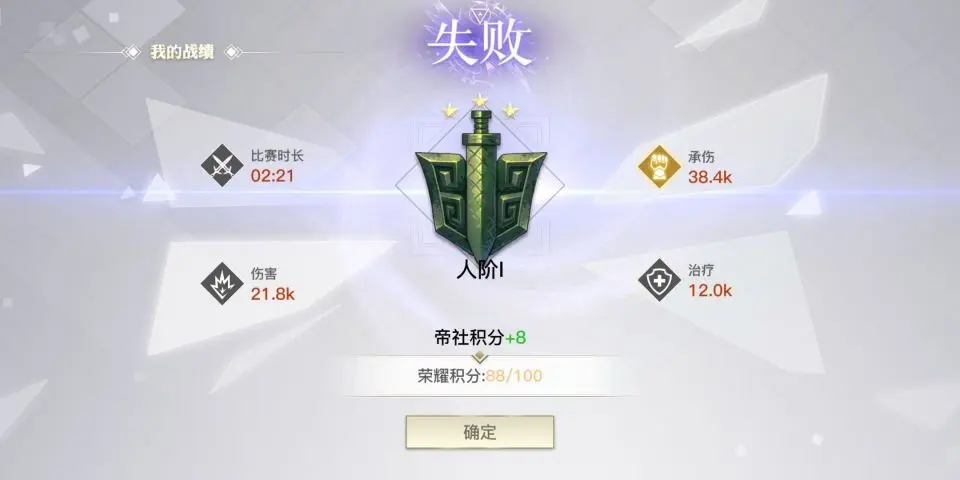 失败
我的战绩
比赛时长
02:21
承伤
38.4k
伤害
21.8k
治疗
12.0k
人阶I
帝社积分+8
荣耀积分:88/100
确定